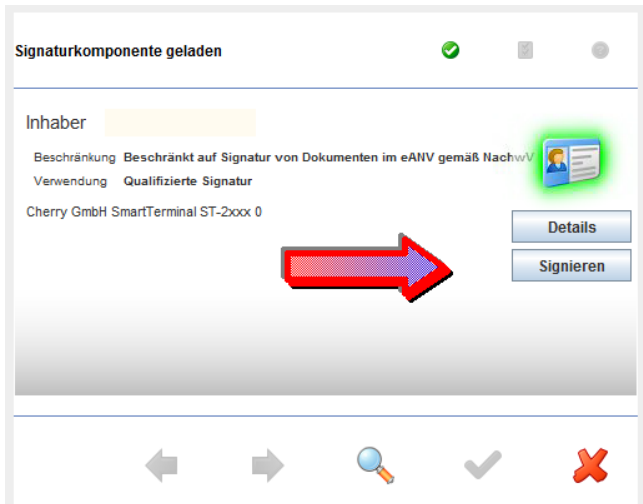 Signaturkomponente geladen
Inhaber
Beschränkung Beschränkt auf Signatur von Dokumenten im eANV gemäß NachwV
Verwendung Qualifizierte Signatur
Cherry GmbH SmartTerminal ST-2xxx 0
Details
Signieren